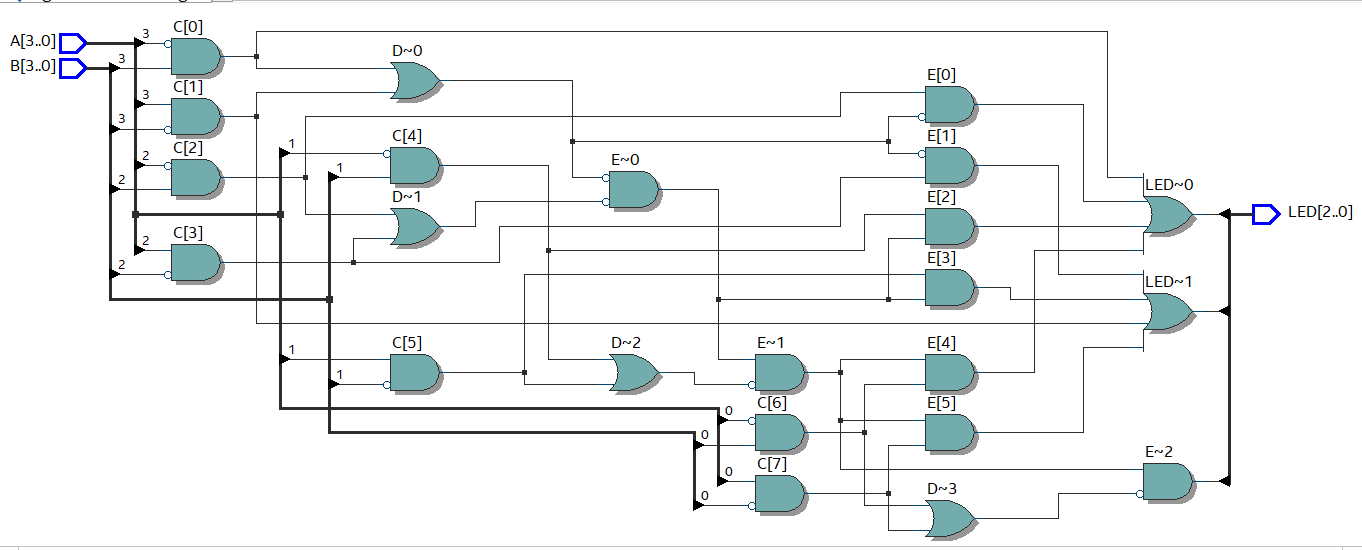 C[0]
A[3..0]
3
B[3..0]
3
D~0
E[0]
C[1]
3
3
E[1]
C[4]
C[2]
1
2
1
E~0
2
LED~0
D~1
E[2]
LED[2..0]
C[3]
2
E[3]
2
LED~1
C[5]
D~2
E~1
E[4]
1
1
C[6]
E[5]
0
0
E~2
C[7]
0
D~3
0